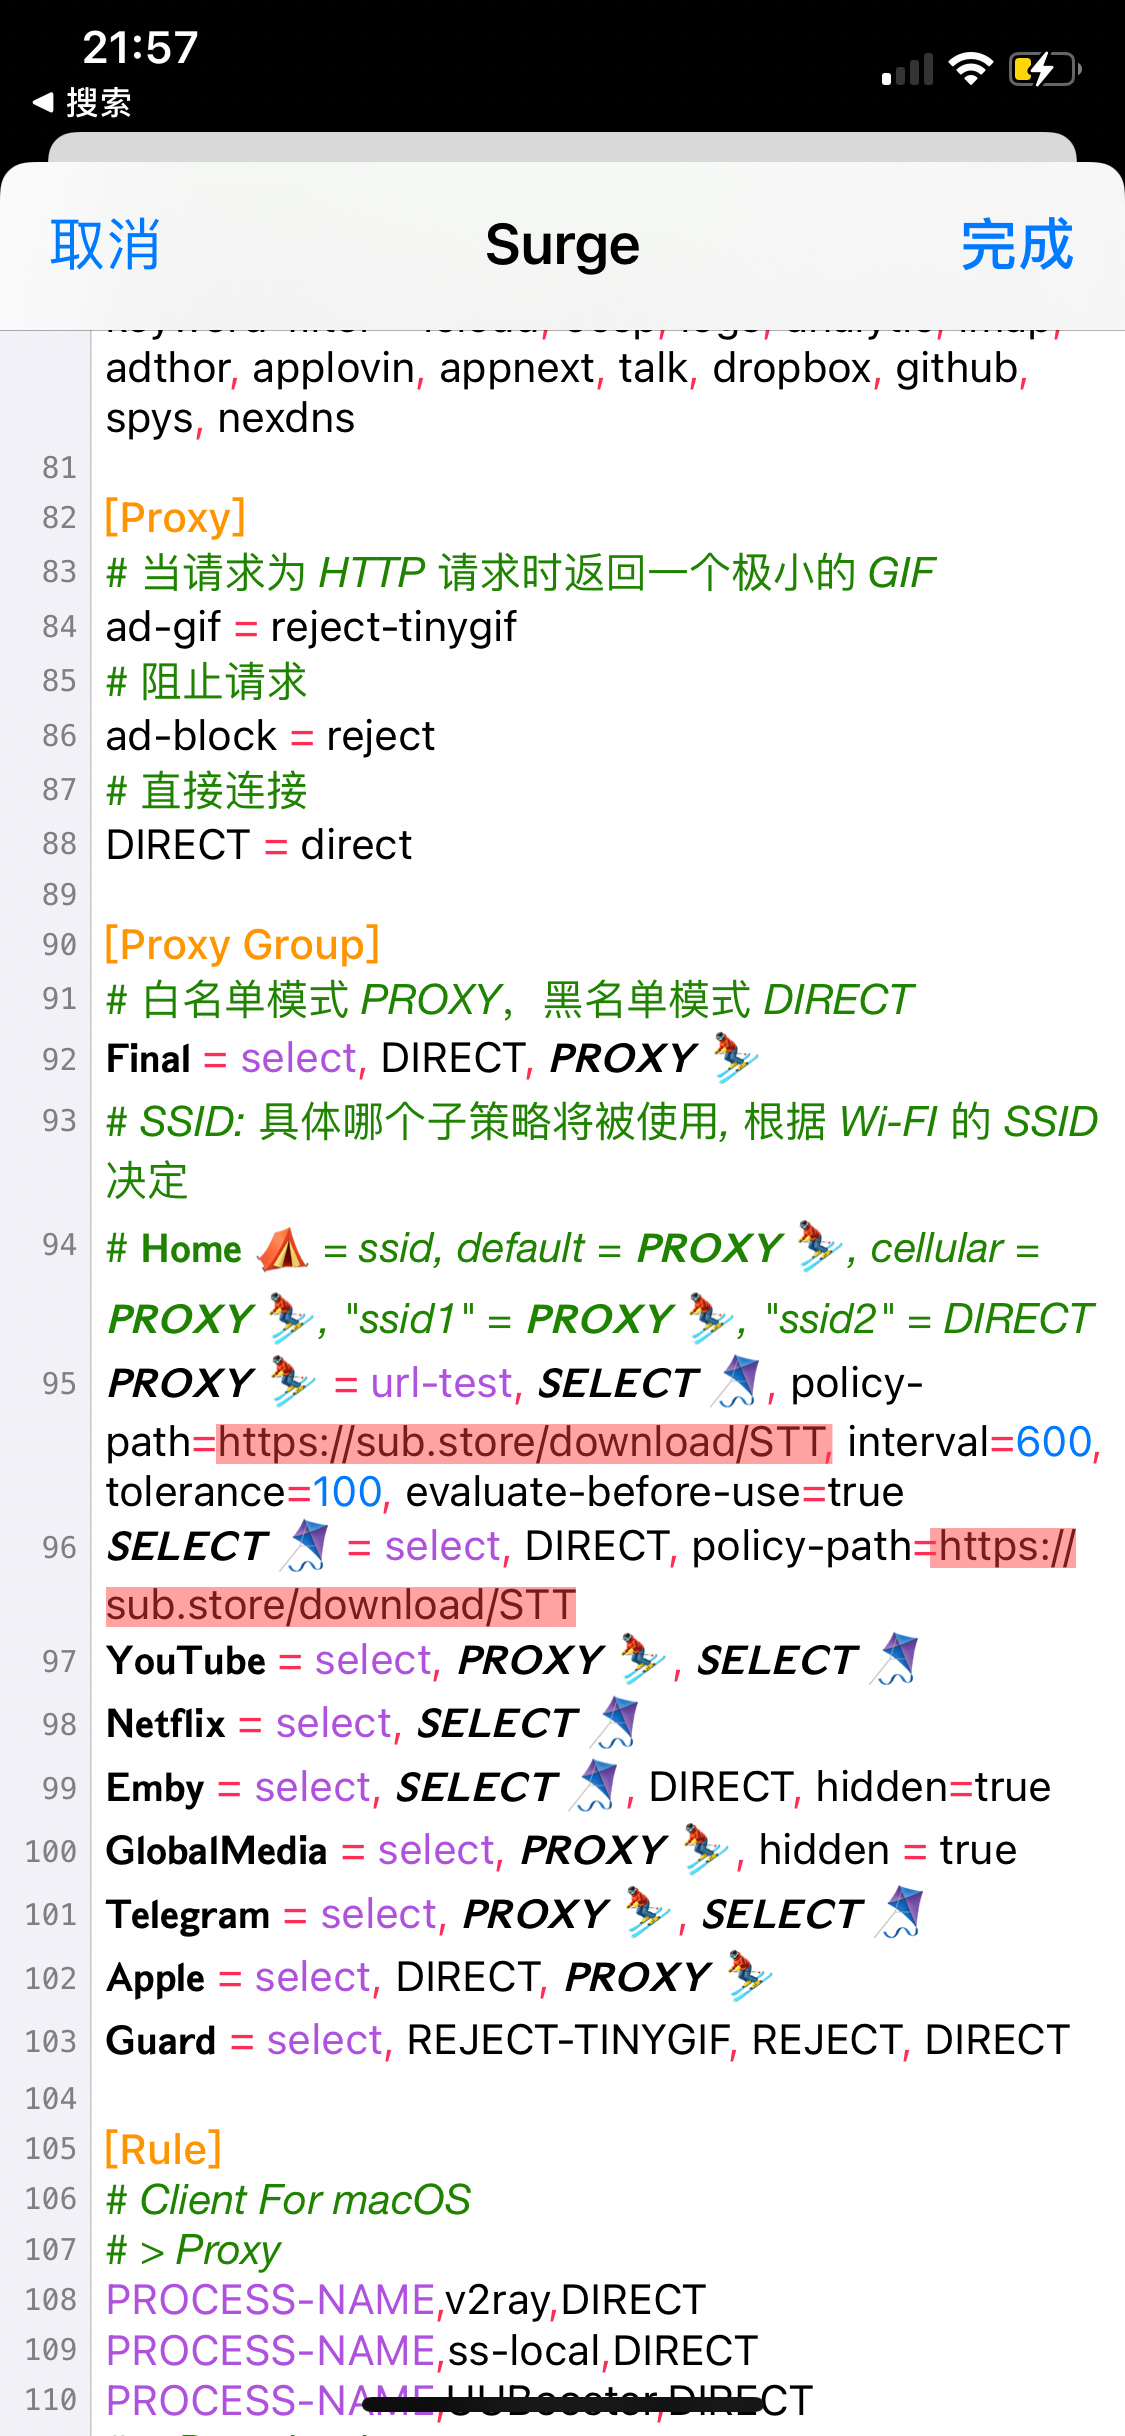 21:57
◀ 搜索
取消
Surge
完成
adthor, applovin, appnext, talk, dropbox, github,
spys, nexdns
81
82 [Proxy]
83 # 当请求为 HTTP 请求时返回一个极小的 GIF
84 ad-gif = reject-tinygif
85 # 阻止请求
86 ad-block = reject
87 # 直接连接
88 DIRECT = direct
89
90 [Proxy Group]
91 # 白名单模式 PROXY，黑名单模式 DIRECT
92 Final = select, DIRECT, PROXY ⛷
93 # SSID: 具体哪个子策略将被使用, 根据 Wi-FI 的 SSID
决定
94 # Home ⛺ = ssid, default = PROXY ⛷, cellular =
PROXY ⛷, "ssid1" = PROXY ⛷, "ssid2" = DIRECT
95 PROXY ⛷ = url-test, SELECT 🪁, policy-
path=https://sub.store/download/STT, interval=600,
tolerance=100, evaluate-before-use=true
96 SELECT 🪁 = select, DIRECT, policy-path=https://
sub.store/download/STT
97 YouTube = select, PROXY ⛷, SELECT 🪁
98 Netflix = select, SELECT 🪁
99 Emby = select, SELECT 🪁, DIRECT, hidden=true
100 GlobalMedia = select, PROXY ⛷, hidden = true
101 Telegram = select, PROXY ⛷, SELECT 🪁
102 Apple = select, DIRECT, PROXY ⛷
103 Guard = select, REJECT-TINYGIF, REJECT, DIRECT
104
105 [Rule]
106 # Client For macOS
107 # > Proxy
108 PROCESS-NAME,v2ray,DIRECT
109 PROCESS-NAME,ss-local,DIRECT
110 PROCESS-NAME,UUBooster,DIRECT